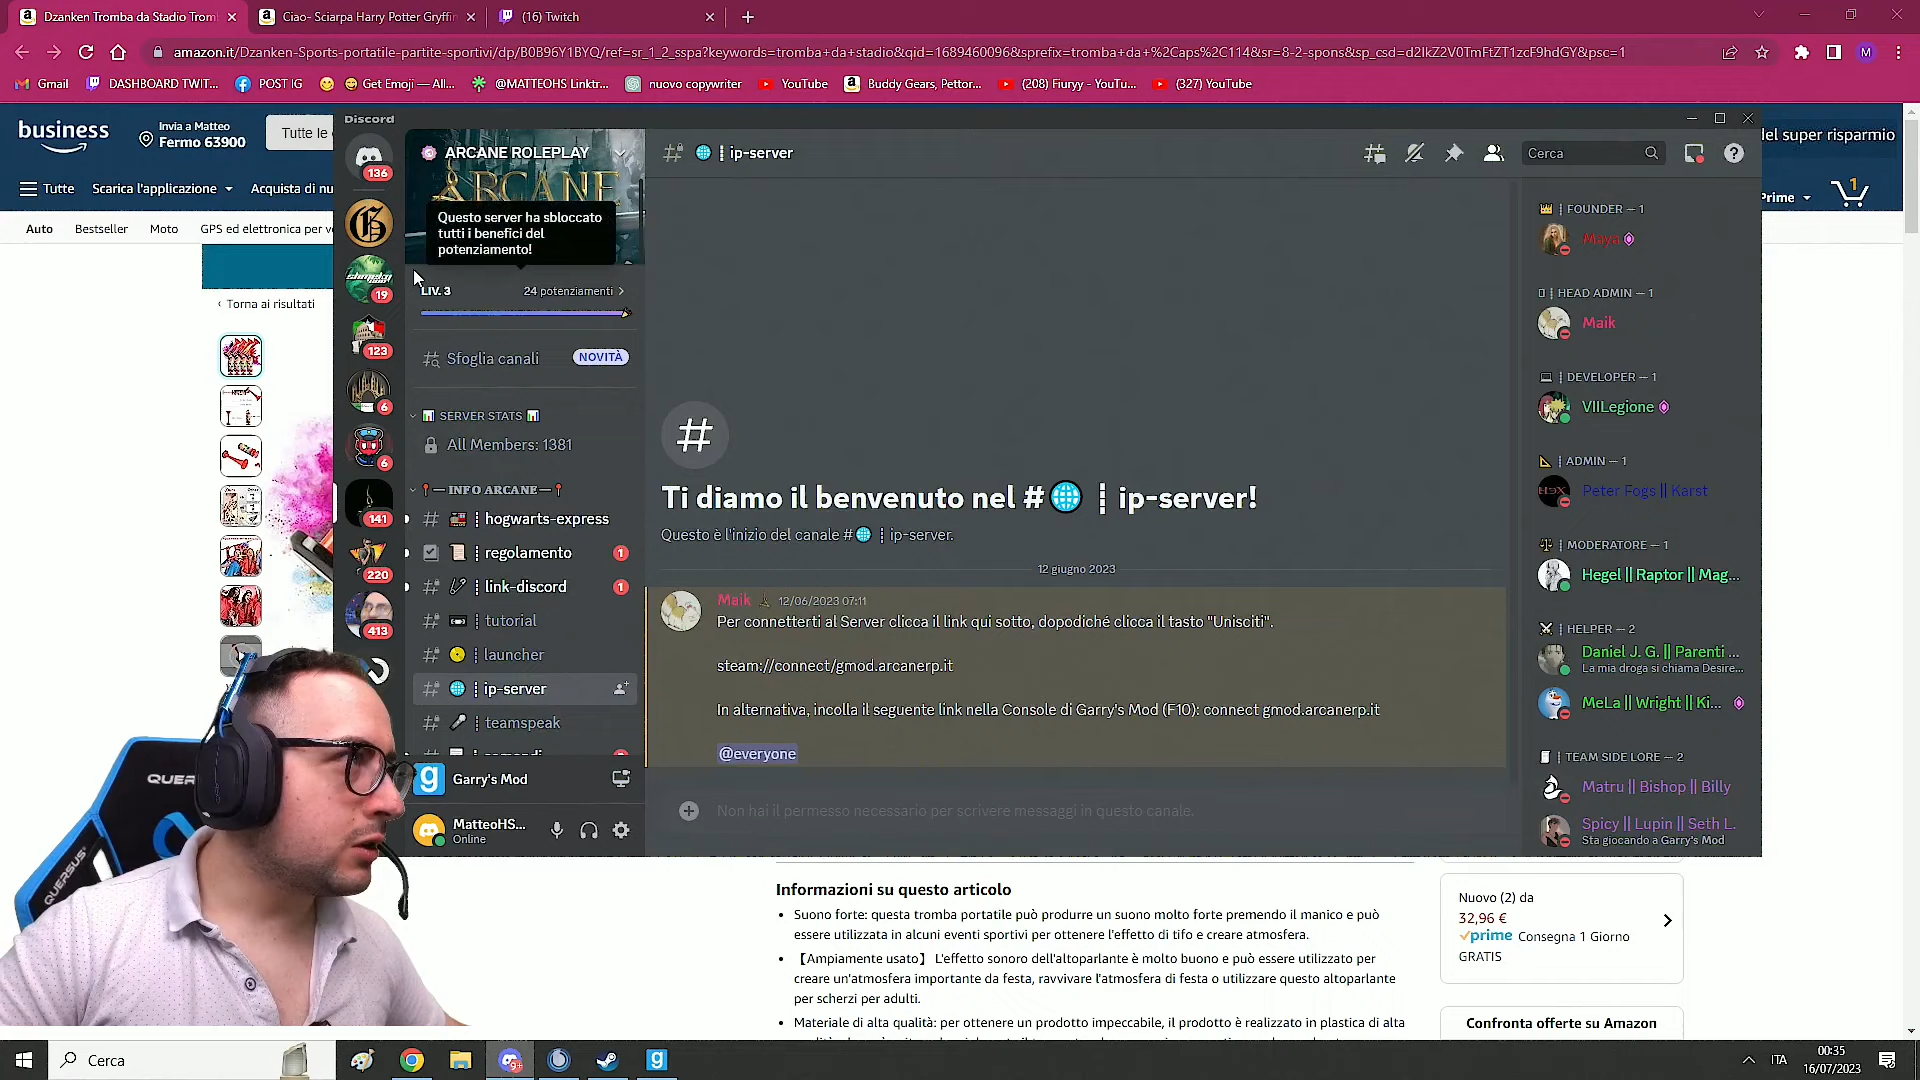 Dzanken Tromba da Stadio Trom
Ciao- Sciarpa Harry Potter Gryffin
(16) Twitch
amazon.it/Dzanken-Sports-portatile-partite-sportivi/dp/B0B96Y1BYQ/ref=sr_1_2_sspa?keywords=tromba+da+stadio&qid=1689460096&sprefix=tromba+da+%2Caps%2C114&sr=8-2-spons&sp_csd=d2lkZ2V0TmFtZT1zcF9hdGY&psc=1
M
Gmail
DASHBOARD TWIT...
POST IG
Get Emoji — All...
@MATTEOHS Linktr...
nuovo copywriter
YouTube
Buddy Gears, Pettor...
(208) Fiuryy - YouTu...
(327) YouTube
business
Invia a Matteo
Fermo 63900
Tutte le
del super risparmio
Tutte
Scarica l'applicazione
Acquista di nu
Prime
1
Auto
Bestseller
Moto
GPS ed elettronica per ve
Torna ai risultati
Discord
136
19
123
6
6
141
220
413
ARCANE ROLEPLAY
ARCANE
Questo server ha sbloccato
tutti i benefici del
potenziamento!
LIV. 3
24 potenziamenti
Sfoglia canali
NOVITÀ
SERVER STATS
All Members: 1381
INFO ARCANE
hogwarts-express
regolamento
1
link-discord
1
tutorial
launcher
ip-server
teamspeak
Garry's Mod
MatteoHS...
Online
ip-server
Cerca
Ti diamo il benvenuto nel #🌐┋ip-server!
Questo è l'inizio del canale #🌐┋ip-server.
12 giugno 2023
Maik 12/06/2023 07:11
Per connetterti al Server clicca il link qui sotto, dopodiché clicca il tasto "Unisciti".
steam://connect/gmod.arcanerp.it
In alternativa, incolla il seguente link nella Console di Garry's Mod (F10): connect gmod.arcanerp.it
@everyone
Non hai il permesso necessario per scrivere messaggi in questo canale.
FOUNDER — 1
Maya
HEAD ADMIN — 1
Maik
DEVELOPER — 1
VIILegione
ADMIN — 1
Peter Fogs || Karst
MODERATORE — 1
Hegel || Raptor || Mag...
HELPER — 2
Daniel J. G. || Parenti ...
La mia droga si chiama Desire...
MeLa || Wright || Ki...
TEAM SIDE LORE — 2
Matru || Bishop || Billy
Spicy || Lupin || Seth L.
Sta giocando a Garry's Mod
QUER
QUERSUS
Informazioni su questo articolo
• Suono forte: questa tromba portatile può produrre un suono molto forte premendo il manico e può
essere utilizzata in alcuni eventi sportivi per ottenere l'effetto di tifo e creare atmosfera.
• 【Ampiamente usato】 L'effetto sonoro dell'altoparlante è molto buono e può essere utilizzato per
creare un'atmosfera importante da festa, ravvivare l'atmosfera di festa o utilizzare questo altoparlante
per scherzi per adulti.
• Materiale di alta qualità: per ottenere un prodotto impeccabile, il prodotto è realizzato in plastica di alta
Nuovo (2) da
32,96 €
prime Consegna 1 Giorno
GRATIS
Confronta offerte su Amazon
Cerca
ITA
00:35
16/07/2023